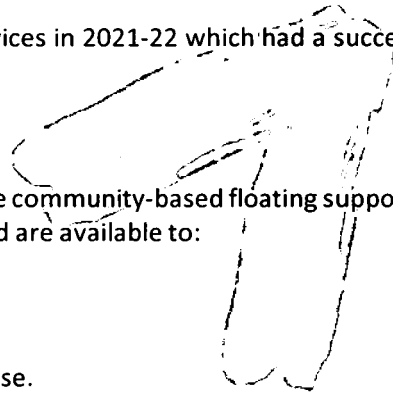 ices in 2021-22 which had a succe
e community-based floating suppo
d are available to:
se.